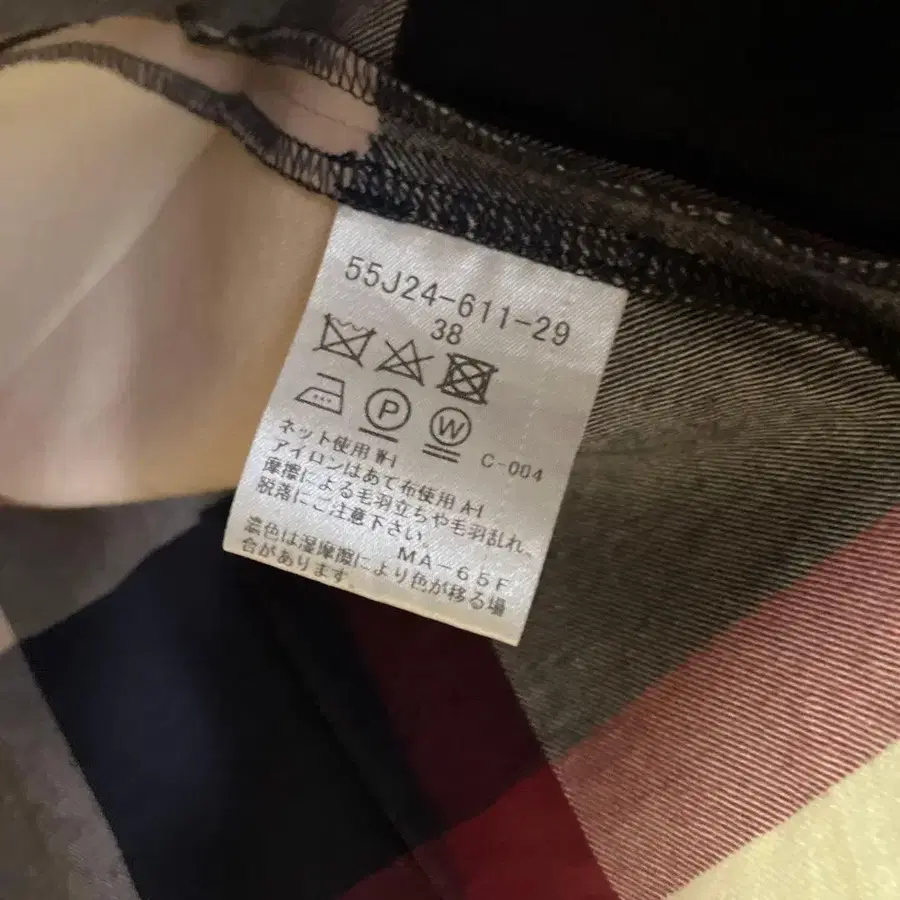 55J24-611-29
38
P W
ネット使用 W-1 C-004
アイロンはあて布使用 A-1
摩擦による毛羽立ちや毛羽乱れ、
脱落にご注意下さい。
MA-65F
濃色は湿摩擦により色が移る場
合があります。